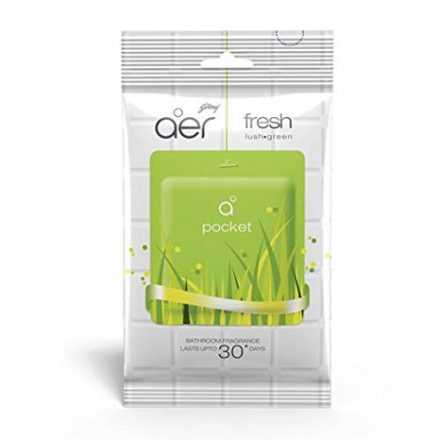 Godrej
aer
fresh
lush•green
a
pocket
BATHROOM FRAGRANCE
LASTS UPTO 30* DAYS